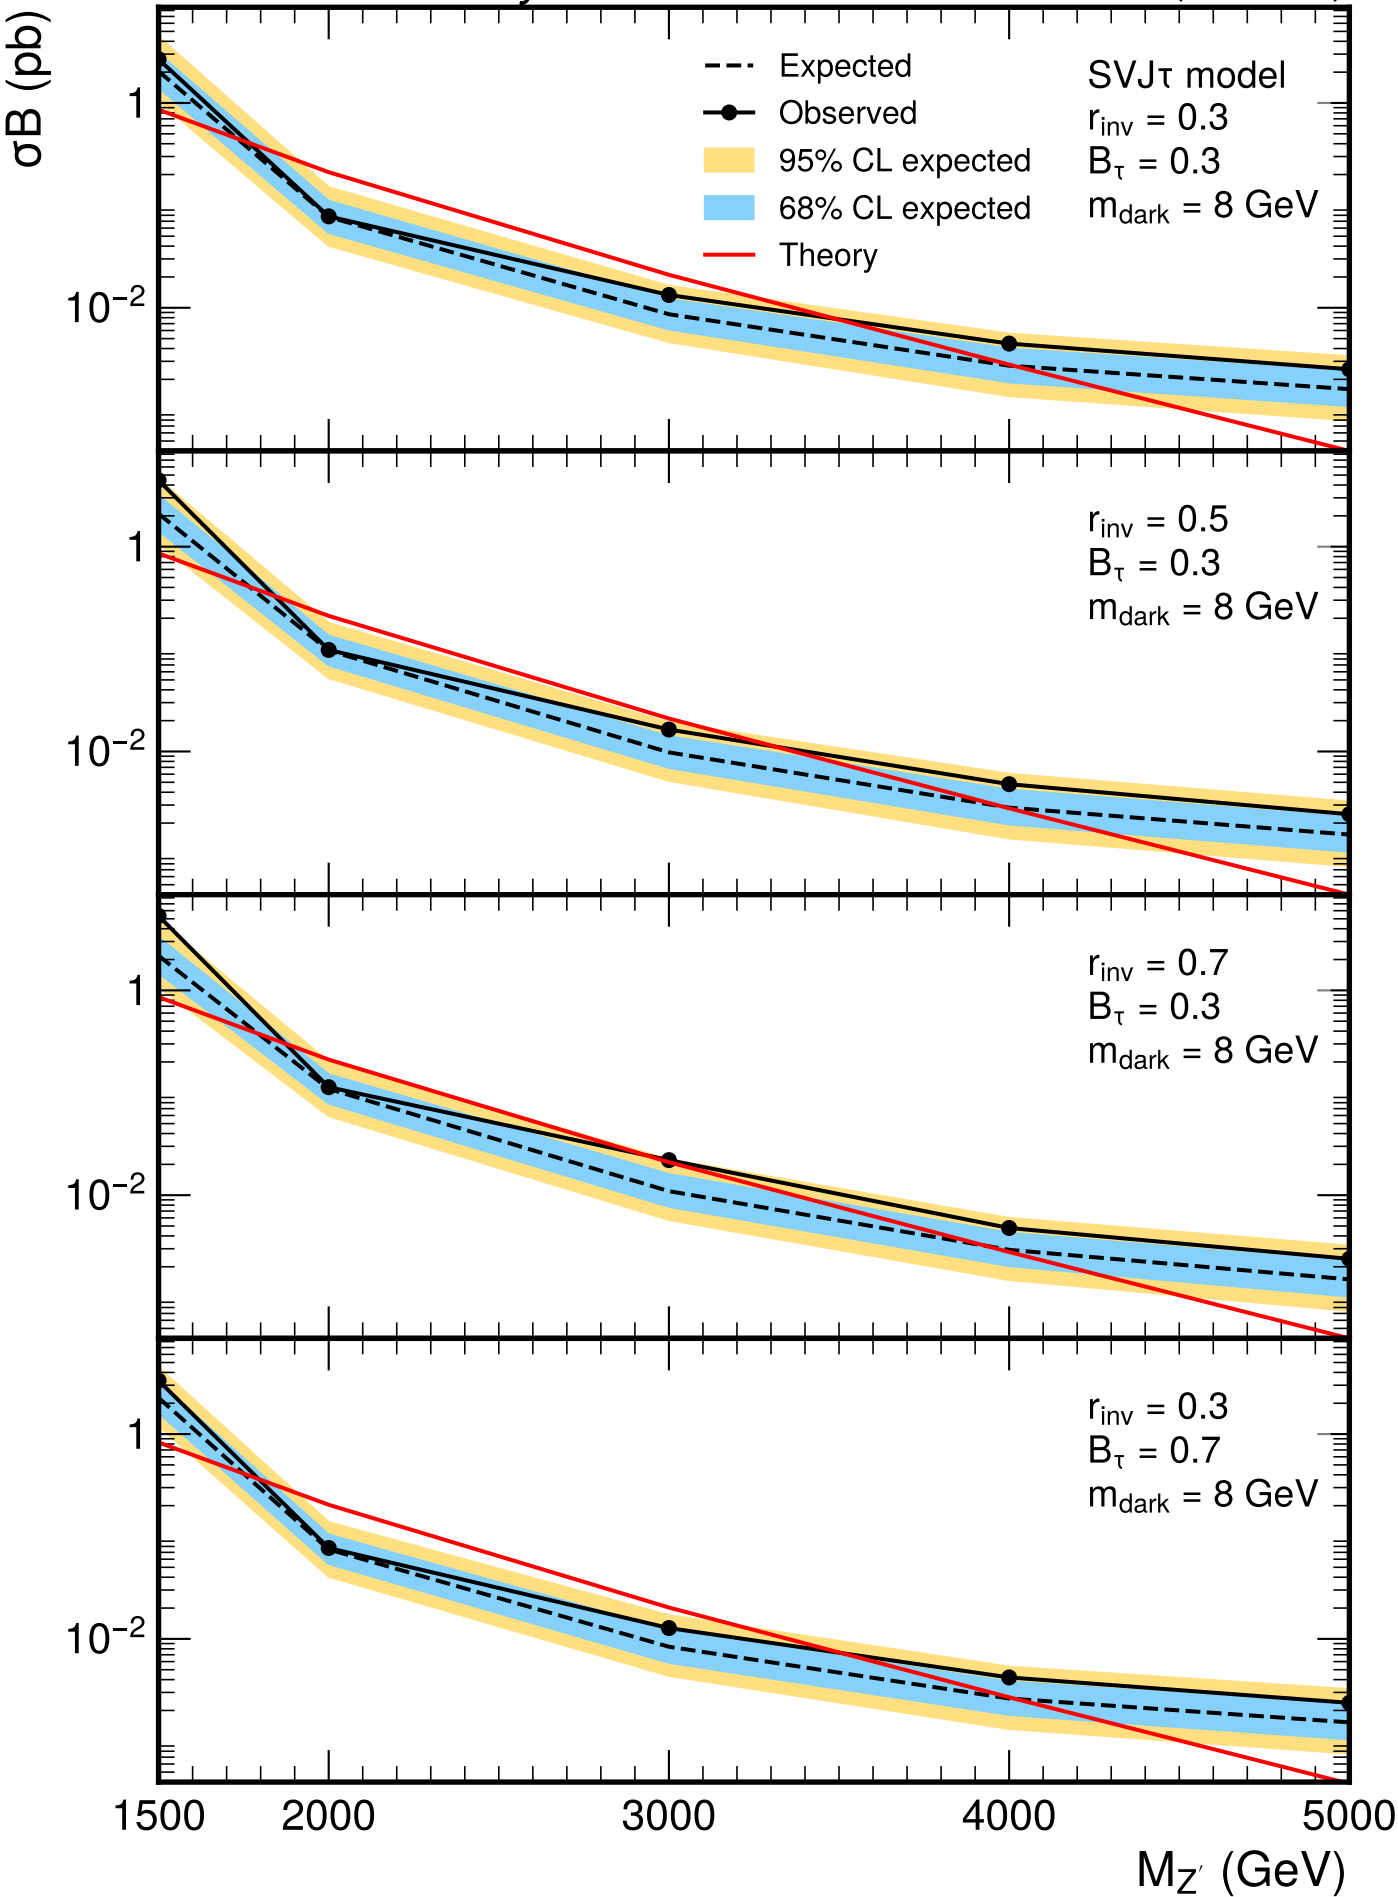 σB (pb)
Expected
Observed
95% CL expected
68% CL expected
Theory
SVJτ model
r_inv = 0.3
B_τ = 0.3
m_dark = 8 GeV
1
10⁻²
r_inv = 0.5
B_τ = 0.3
m_dark = 8 GeV
1
10⁻²
r_inv = 0.7
B_τ = 0.3
m_dark = 8 GeV
1
10⁻²
r_inv = 0.3
B_τ = 0.7
m_dark = 8 GeV
1
10⁻²
1500 2000 3000 4000 5000
M_Z′ (GeV)